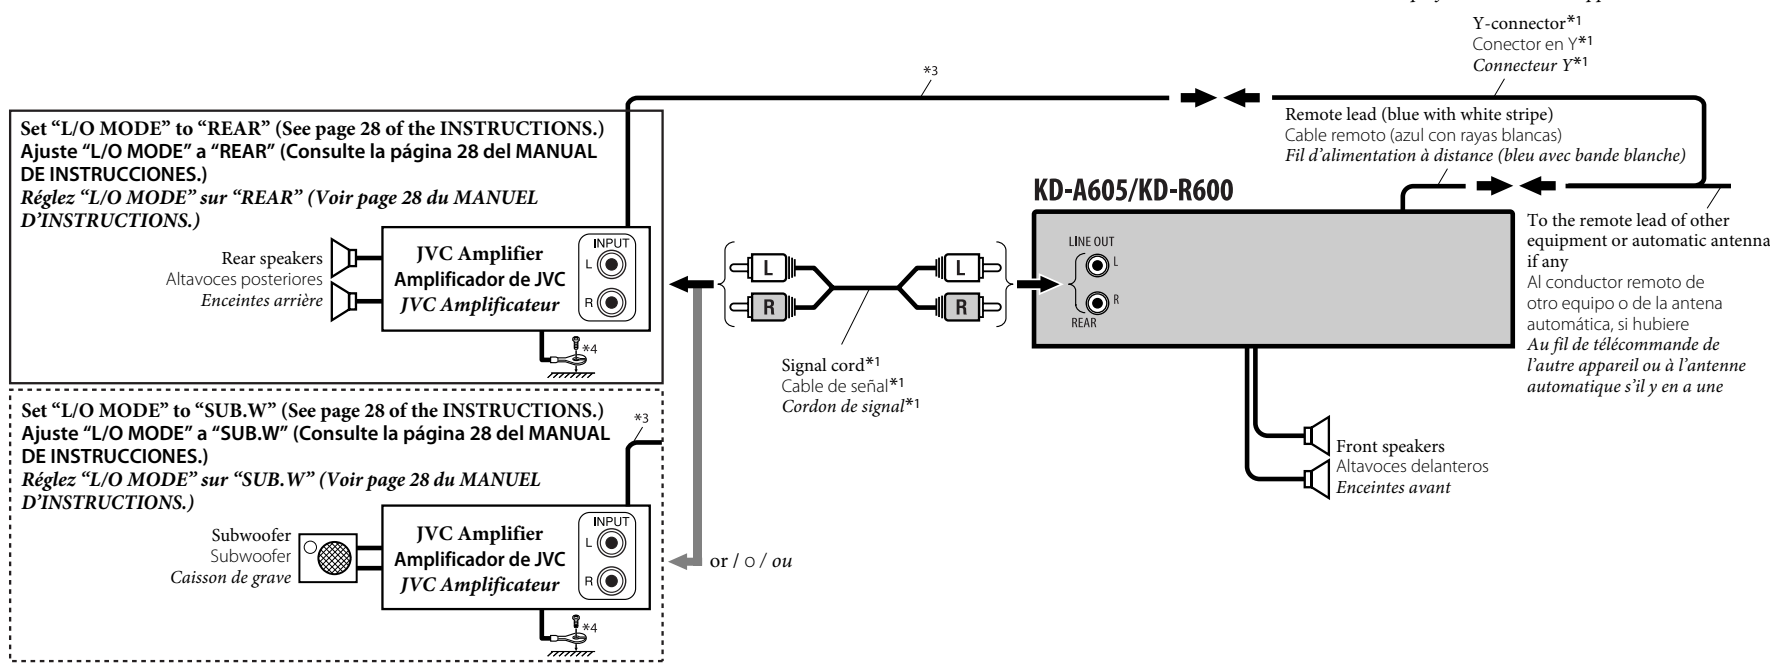 Y-connector*1
Conector en Y*1
Connecteur Y*1
*3
Remote lead (blue with white stripe)
Cable remoto (azul con rayas blancas)
Fil d'alimentation à distance (bleu avec bande blanche)
Set “L/O MODE” to “REAR” (See page 28 of the INSTRUCTIONS.)
Ajuste “L/O MODE” a “REAR” (Consulte la página 28 del MANUAL
DE INSTRUCCIONES.)
Réglez “L/O MODE” sur “REAR” (Voir page 28 du MANUEL
D’INSTRUCTIONS.)
Rear speakers
Altavoces posteriores
Enceintes arrière
JVC Amplifier
Amplificador de JVC
JVC Amplificateur
INPUT
L
R
*4
L
R
L
R
Signal cord*1
Cable de señal*1
Cordon de signal*1
KD-A605/KD-R600
LINE OUT
L
R
REAR
To the remote lead of other
equipment or automatic antenna
if any
Al conductor remoto de
otro equipo o de la antena
automática, si hubiere
Au fil de télécommande de
l’autre appareil ou à l’antenne
automatique s’il y en a une
Front speakers
Altavoces delanteros
Enceintes avant
Set “L/O MODE” to “SUB.W” (See page 28 of the INSTRUCTIONS.)
Ajuste “L/O MODE” a “SUB.W” (Consulte la página 28 del MANUAL
DE INSTRUCCIONES.)
Réglez “L/O MODE” sur “SUB.W” (Voir page 28 du MANUEL
D’INSTRUCTIONS.)
*3
Subwoofer
Subwoofer
Caisson de grave
JVC Amplifier
Amplificador de JVC
JVC Amplificateur
INPUT
L
R
*4
or / o / ou